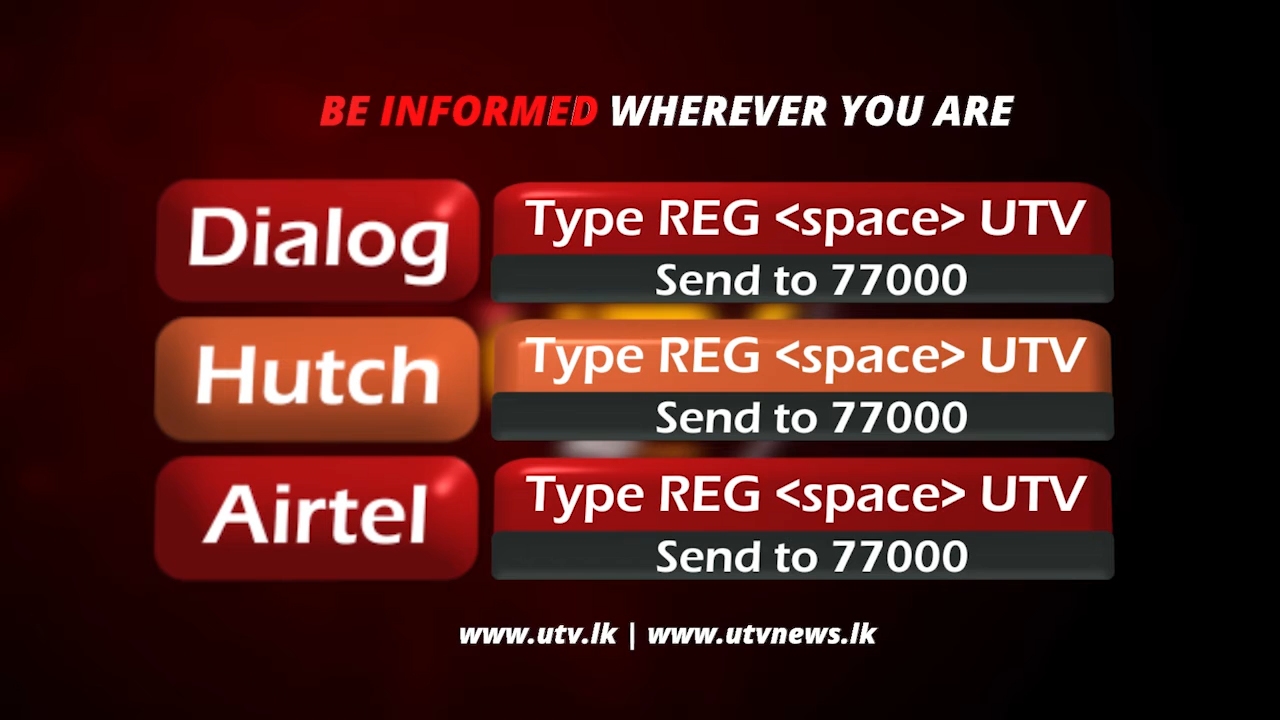 BE INFORMED WHEREVER YOU ARE
Dialog
Type REG <space> UTV
Send to 77000
Hutch
Type REG <space> UTV
Send to 77000
Airtel
Type REG <space> UTV
Send to 77000
www.utv.lk | www.utvnews.lk